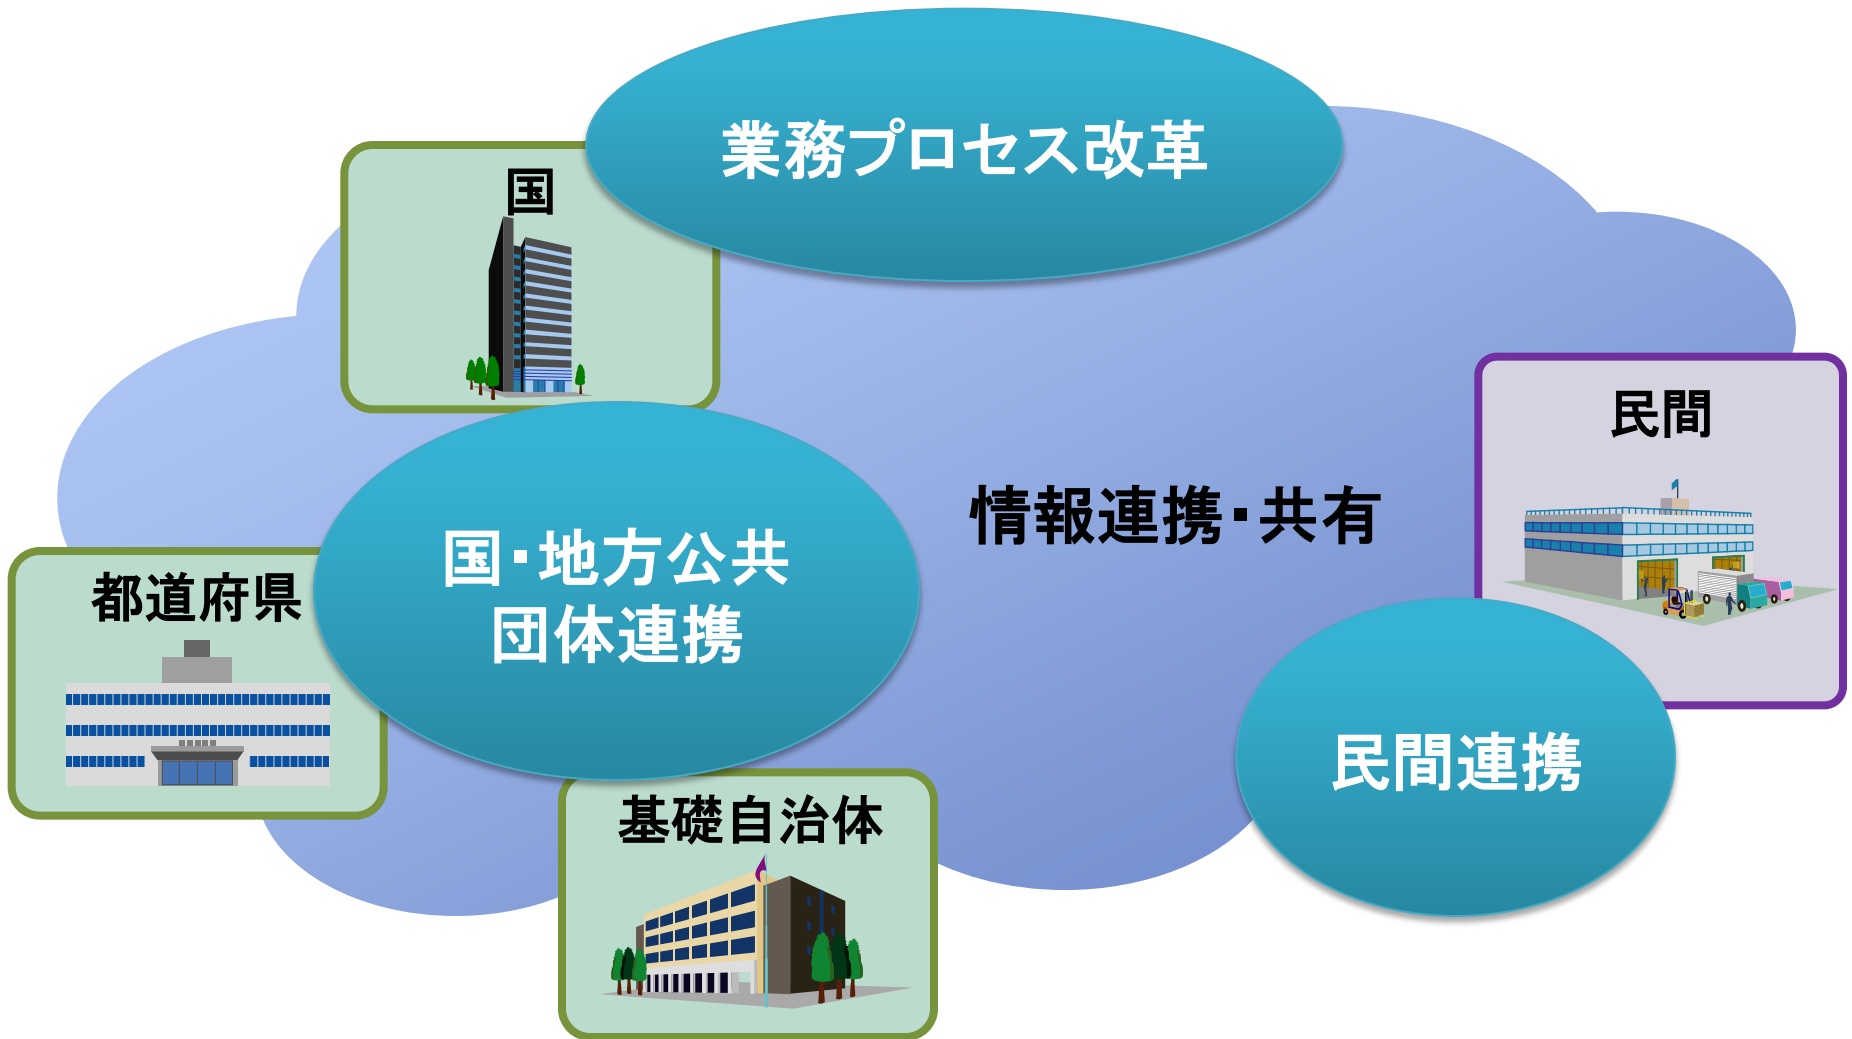 業務プロセス改革
国
民間
情報連携・共有
国・地方公共
団体連携
都道府県
民間連携
基礎自治体